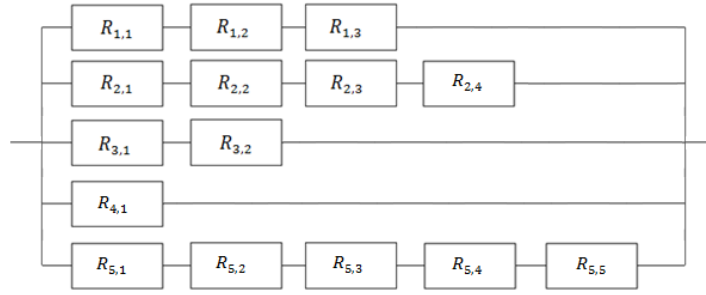 R1,1 R1,2 R1,3
R2,1 R2,2 R2,3 R2,4
R3,1 R3,2
R4,1
R5,1 R5,2 R5,3 R5,4 R5,5